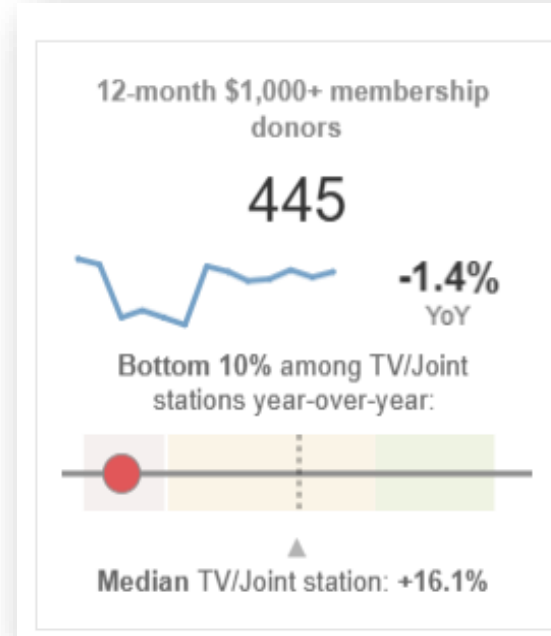 12-month $1,000+ membership
donors
445
-1.4%
YoY
Bottom 10% among TV/Joint
stations year-over-year:
Median TV/Joint station: +16.1%